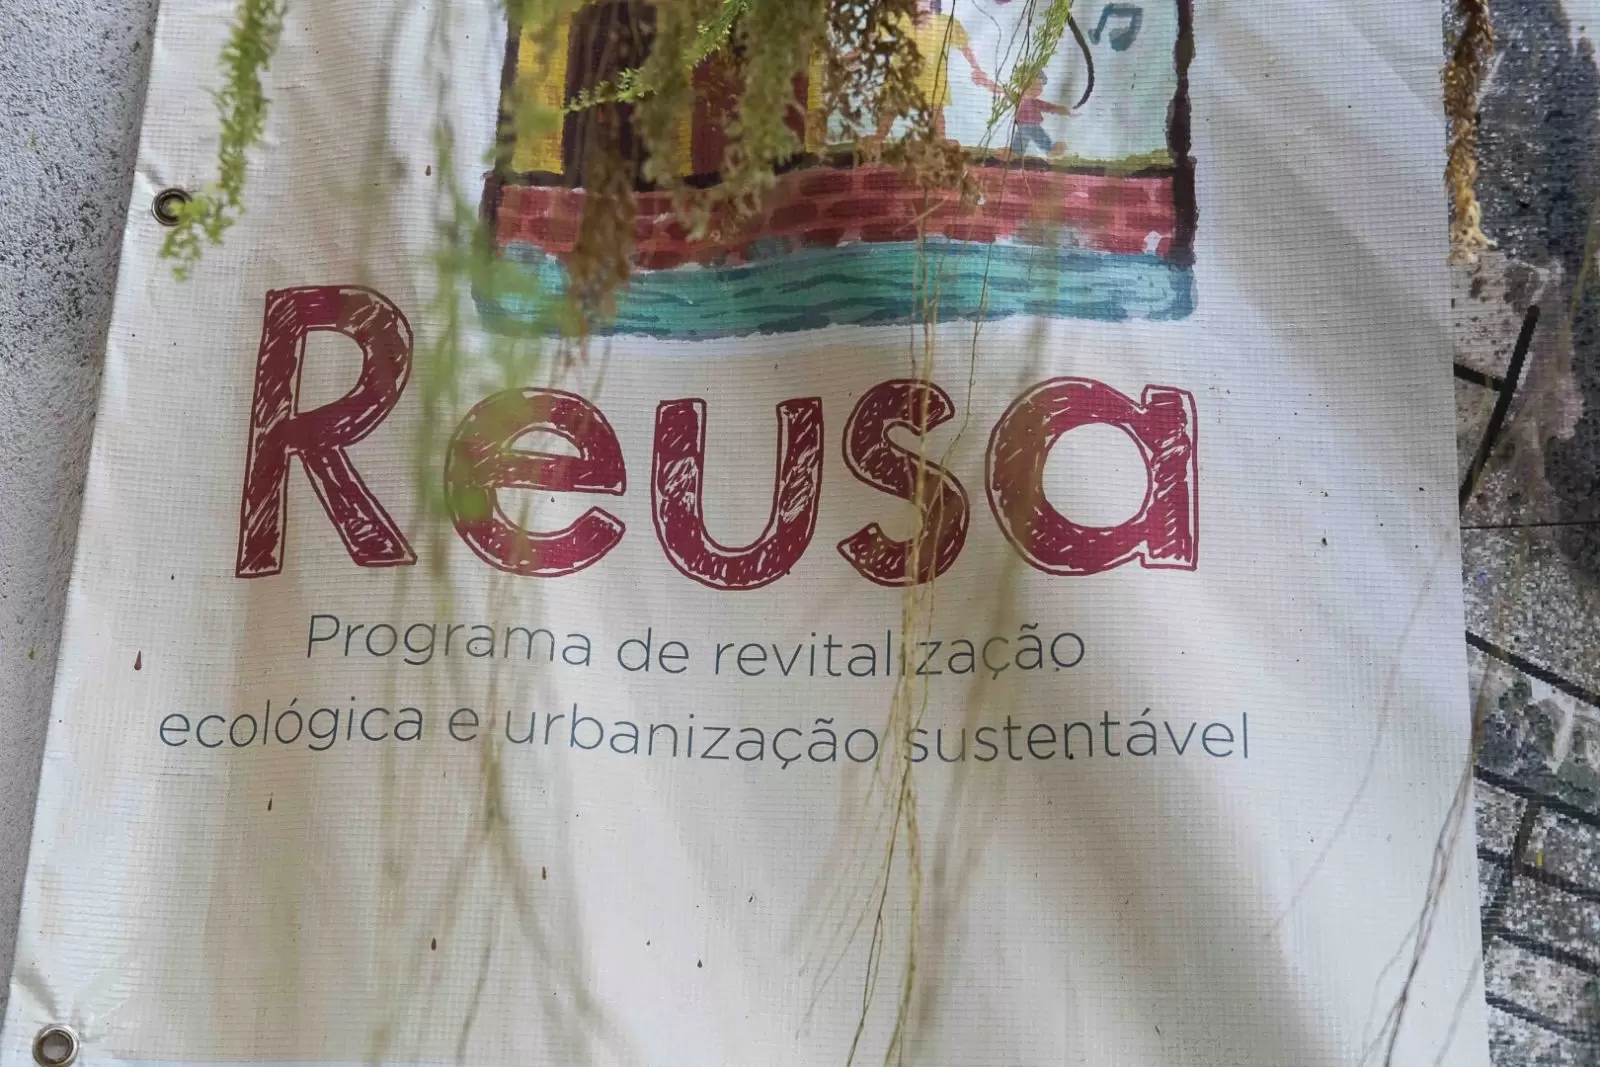 Reusa
Programa de revitalização
ecológica e urbanização sustentável